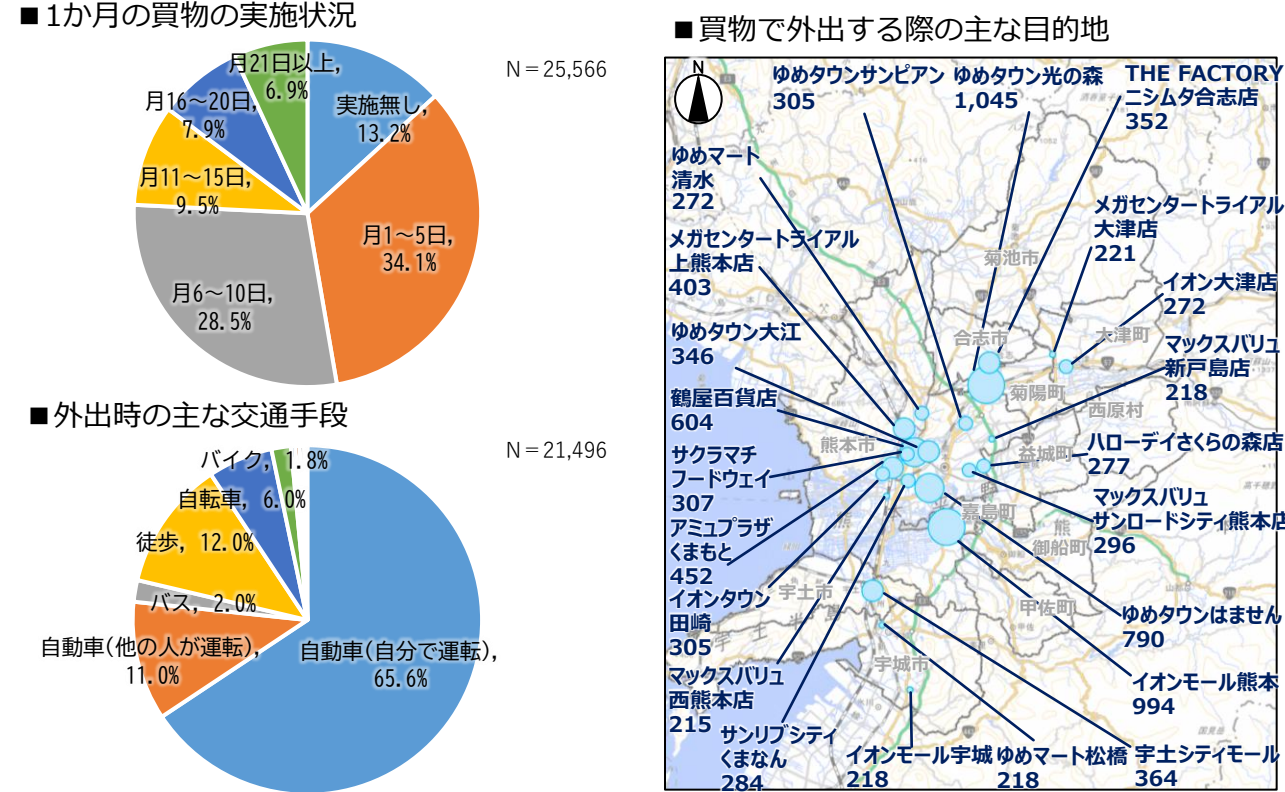 ■1か月の買物の実施状況
N=25,566
月21日以上,
6.9%
実施無し,
13.2%
月16～20日,
7.9%
月11～15日,
9.5%
月1～5日,
34.1%
月6～10日,
28.5%
■外出時の主な交通手段
N=21,496
バイク, 1.8%
自転車, 6.0%
徒歩, 12.0%
バス, 2.0%
自動車(他の人が運転),
11.0%
自動車(自分で運転),
65.6%
■買物で外出する際の主な目的地
N
ゆめタウンサンピアン
305
ゆめタウン光の森
1,045
THE FACTORY
ニシムタ合志店
352
ゆめマート
清水
272
メガセンタートライアル
上熊本店
403
ゆめタウン大江
346
鶴屋百貨店
604
サクラマチ
フードウェイ
307
アミュプラザ
くまもと
452
イオンタウン
田崎
305
マックスバリュ
西熊本店
215
サンリブシティ
くまなん
284
メガセンタートライアル
大津店
221
イオン大津店
272
マックスバリュ
新戸島店
218
ハローデイさくらの森店
277
マックスバリュ
サンロードシティ熊本店
296
ゆめタウンはません
790
イオンモール熊本
994
宇土シティモール
364
ゆめマート松橋
218
イオンモール宇城
218
菊池市
合志市
大津町
菊陽町
西原村
熊本市
益城町
嘉島町
御船町
宇土市
甲佐町
宇城市